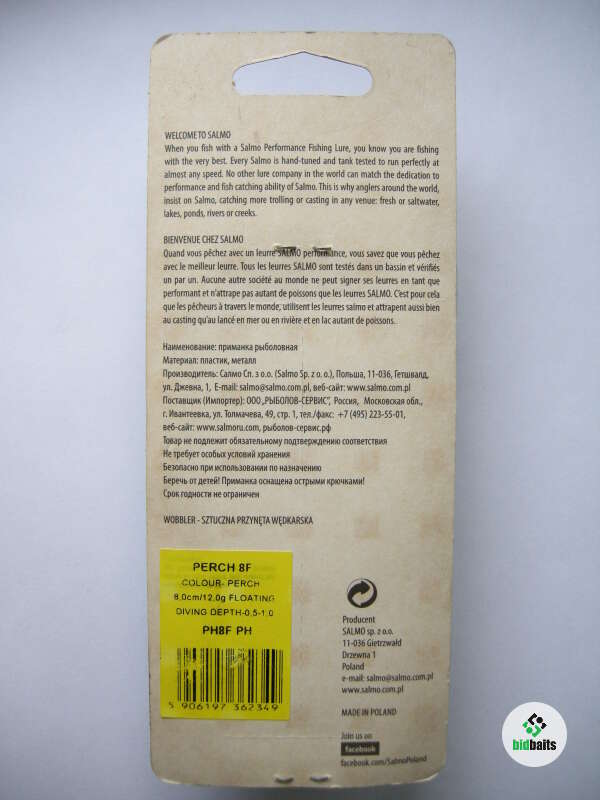 WELCOME TO SALMO
When you fish with a Salmo Performance Fishing Lure, you know you are fishing
with the very best. Every Salmo is hand-tuned and tank tested to run perfectly at
almost any speed. No other lure company in the world can match the dedication to
performance and fish catching ability of Salmo. This is why anglers around the world,
insist on Salmo, catching more trolling or casting in any venue: fresh or saltwater,
lakes, ponds, rivers or creeks.
BIENVENUE CHEZ SALMO
Quand vous pêchez avec un leurre SALMO performance, vous savez que vous pêchez
avec le meilleur leurre. Tous les leurres SALMO sont testés dans un bassin et vérifiés
un par un. Aucune autre société au monde ne peut signer ses leurres en tant que
performant et n'attrape pas autant de poissons que les leurres SALMO. C'est pour cela
que les pêcheurs à travers le monde, utilisent les leurres salmo et attrapent aussi bien
au casting qu'au lancé en mer ou en rivière et en lac autant de poissons.
Наименование: приманка рыболовная
Материал: пластик, металл
Производитель: Салмо Сп. з о.о. (Salmo Sp. z o. o.), Польша, 11-036, Гетшвалд,
ул. Джевна, 1, E-mail: salmo@salmo.com.pl, веб-сайт: www.salmo.com.pl
Поставщик (Импортер): ООО „РЫБОЛОВ-СЕРВИС", Россия, Московская обл.,
г. Ивантеевка, ул. Толмачева, 49, стр. 1, тел./факс: +7 (495) 223-55-01,
веб-сайт: www.salmoru.com, рыболов-сервис.рф
Товар не подлежит обязательному подтверждению соответствия
Не требует особых условий хранения
Безопасно при использовании по назначению
Беречь от детей! Приманка оснащена острыми крючками!
Срок годности не ограничен
WOBBLER - SZTUCZNA PRZYNĘTA WĘDKARSKA
PERCH 8F
COLOUR- PERCH
8,0cm/12,0g FLOATING
DIVING DEPTH-0,5-1,0
PH8F PH
5 906197 362349
Producent
SALMO sp. z o.o.
11-036 Gietrzwałd
Drzewna 1
Poland
e-mail: salmo@salmo.com.pl
www.salmo.com.pl
MADE IN POLAND
Join us on
facebook
facebook.com/SalmoPoland
bidbaits